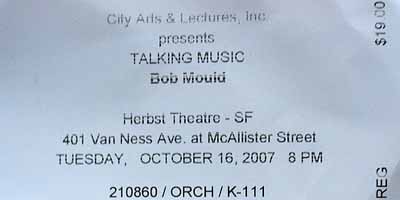 City Arts & Lectures, Inc.
presents
TALKING MUSIC
Bob Mould
Herbst Theatre - SF
401 Van Ness Ave. at McAllister Street
TUESDAY, OCTOBER 16, 2007 8 PM
210860 / ORCH / K-111
$19.00
REG